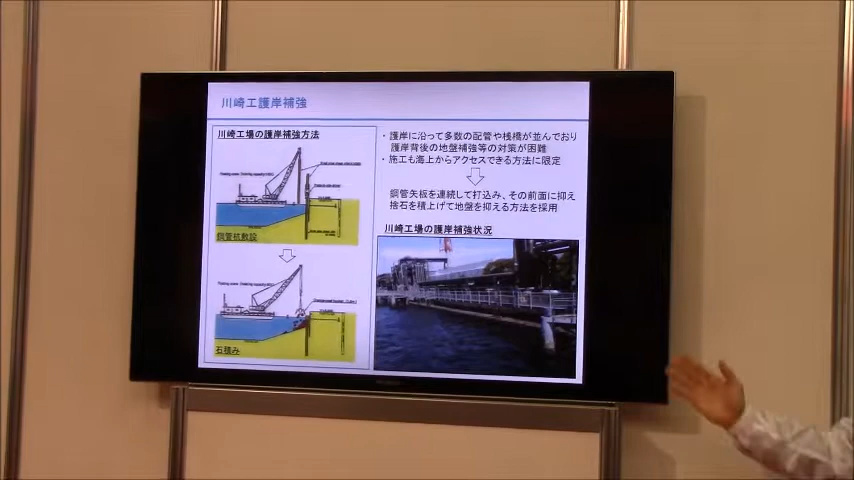 川崎工護岸補強
川崎工場の護岸補強方法
鋼管杭敷設
石積み
・護岸に沿って多数の配管や桟橋が並んでおり
護岸背後の地盤補強等の対策が困難
・施工も海上からアクセスできる方法に限定
鋼管矢板を連続して打込み、その前面に抑え
捨石を積上げて地盤を抑える方法を採用
川崎工場の護岸補強状況